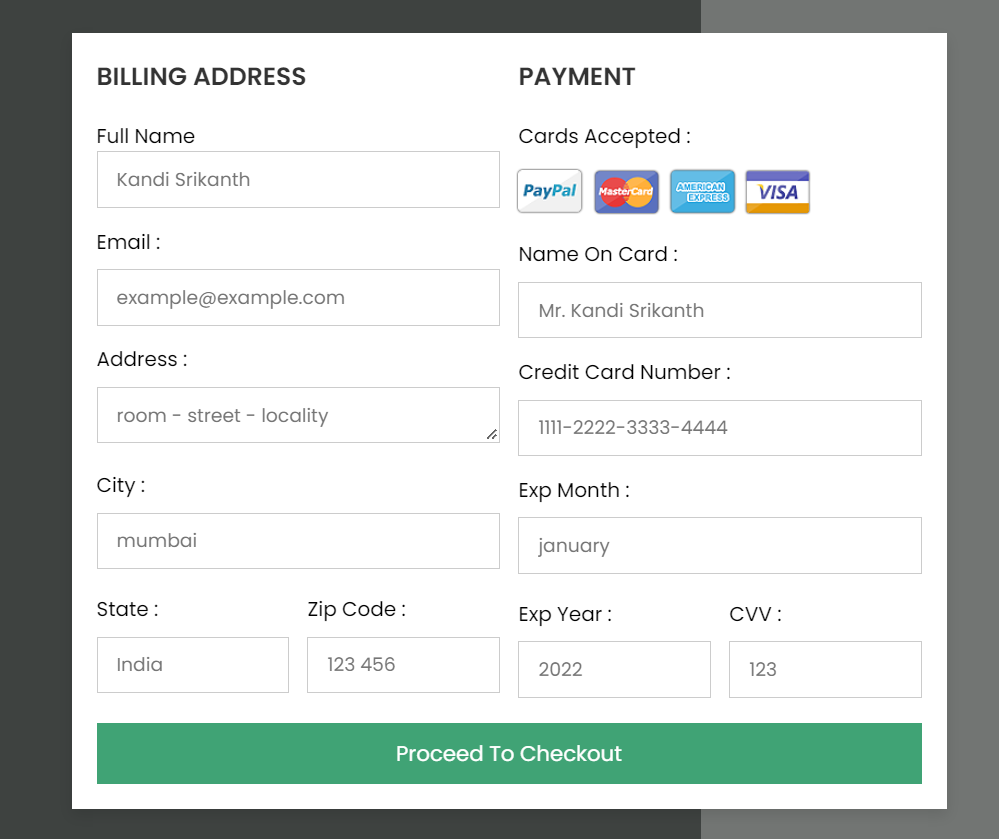 BILLING ADDRESS
Full Name
Kandi Srikanth
Email :
example@example.com
Address :
room - street - locality
City :
mumbai
State :
Zip Code :
India
123 456
PAYMENT
Cards Accepted :
PayPal
MasterCard
AMERICAN
EXPRESS
VISA
Name On Card :
Mr. Kandi Srikanth
Credit Card Number :
1111-2222-3333-4444
Exp Month :
january
Exp Year :
CVV :
2022
123
Proceed To Checkout